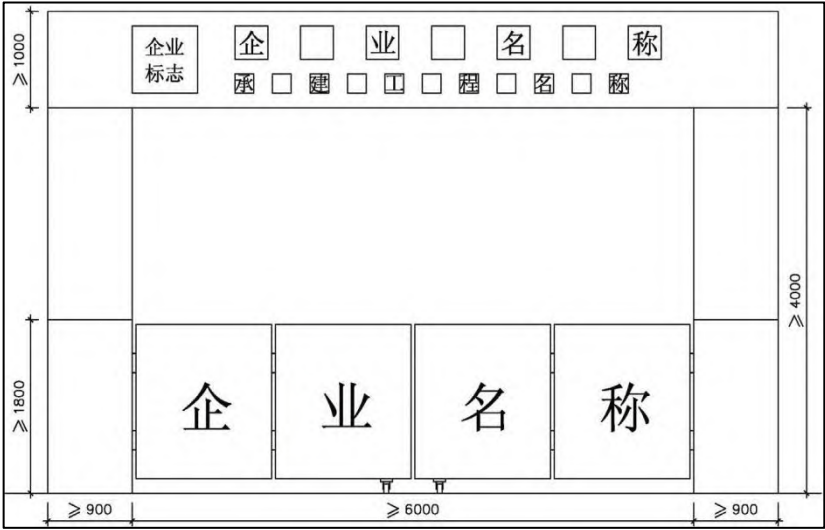 企业
标志
企 业 名 称
承 建 工 程 名 称
≥1000
≥4000
≥1800
企 业 名 称
≥900
≥6000
≥900